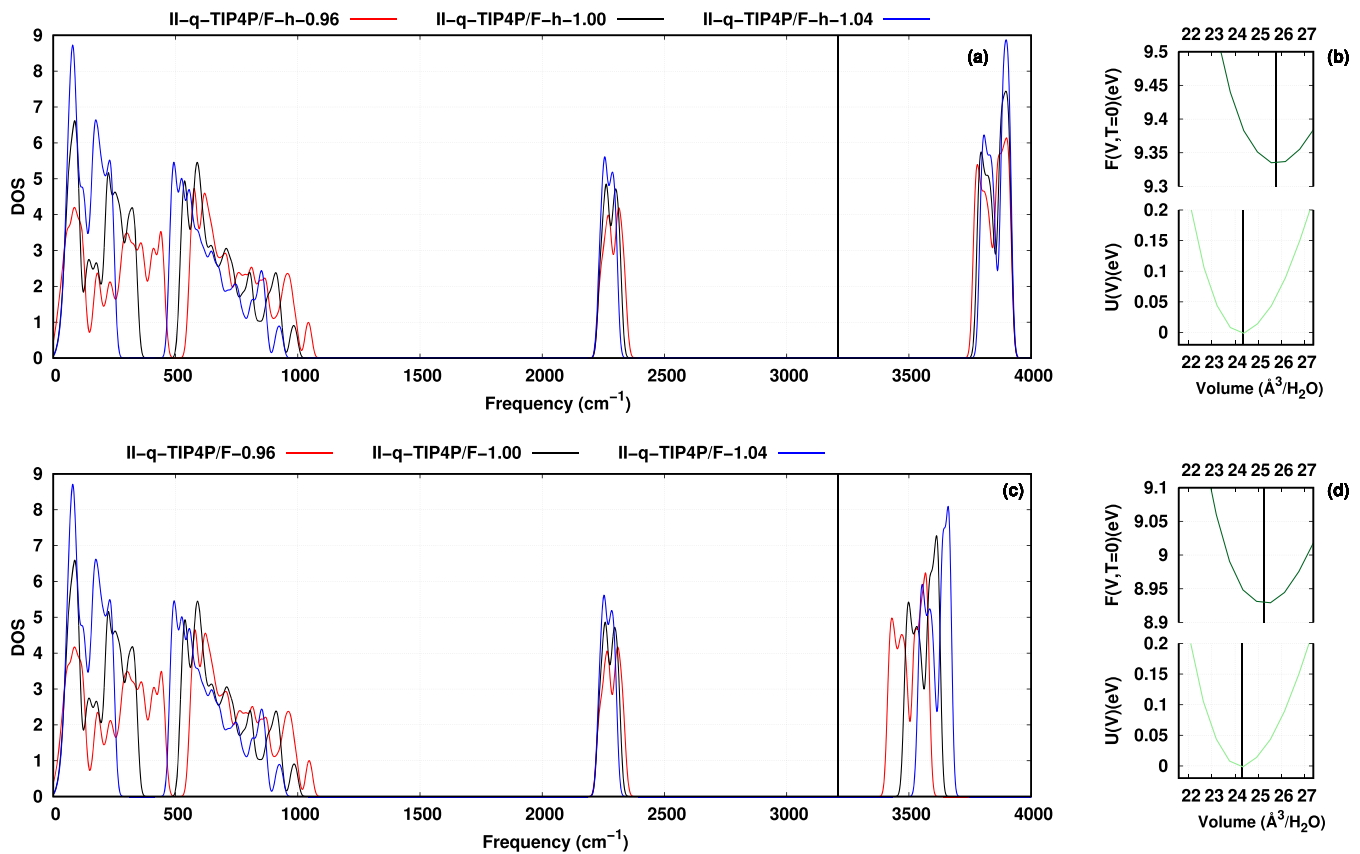 II−q−TIP4P/F−h−0.96 II−q−TIP4P/F−h−1.00 II−q−TIP4P/F−h−1.04
9
8
7
6
5
4
3
2
1
0
DOS
(a)
0 500 1000 1500 2000 2500 3000 3500 4000
Frequency (cm⁻¹)
22 23 24 25 26 27
(b)
9.5
9.45
9.4
9.35
9.3
F(V,T=0)(eV)
0.2
0.15
0.1
0.05
0
U(V)(eV)
22 23 24 25 26 27
Volume (Å³/H₂O)
II−q−TIP4P/F−0.96 II−q−TIP4P/F−1.00 II−q−TIP4P/F−1.04
9
8
7
6
5
4
3
2
1
0
DOS
(c)
0 500 1000 1500 2000 2500 3000 3500 4000
Frequency (cm⁻¹)
22 23 24 25 26 27
(d)
9.1
9.05
9
8.95
8.9
F(V,T=0)(eV)
0.2
0.15
0.1
0.05
0
U(V)(eV)
22 23 24 25 26 27
Volume (Å³/H₂O)